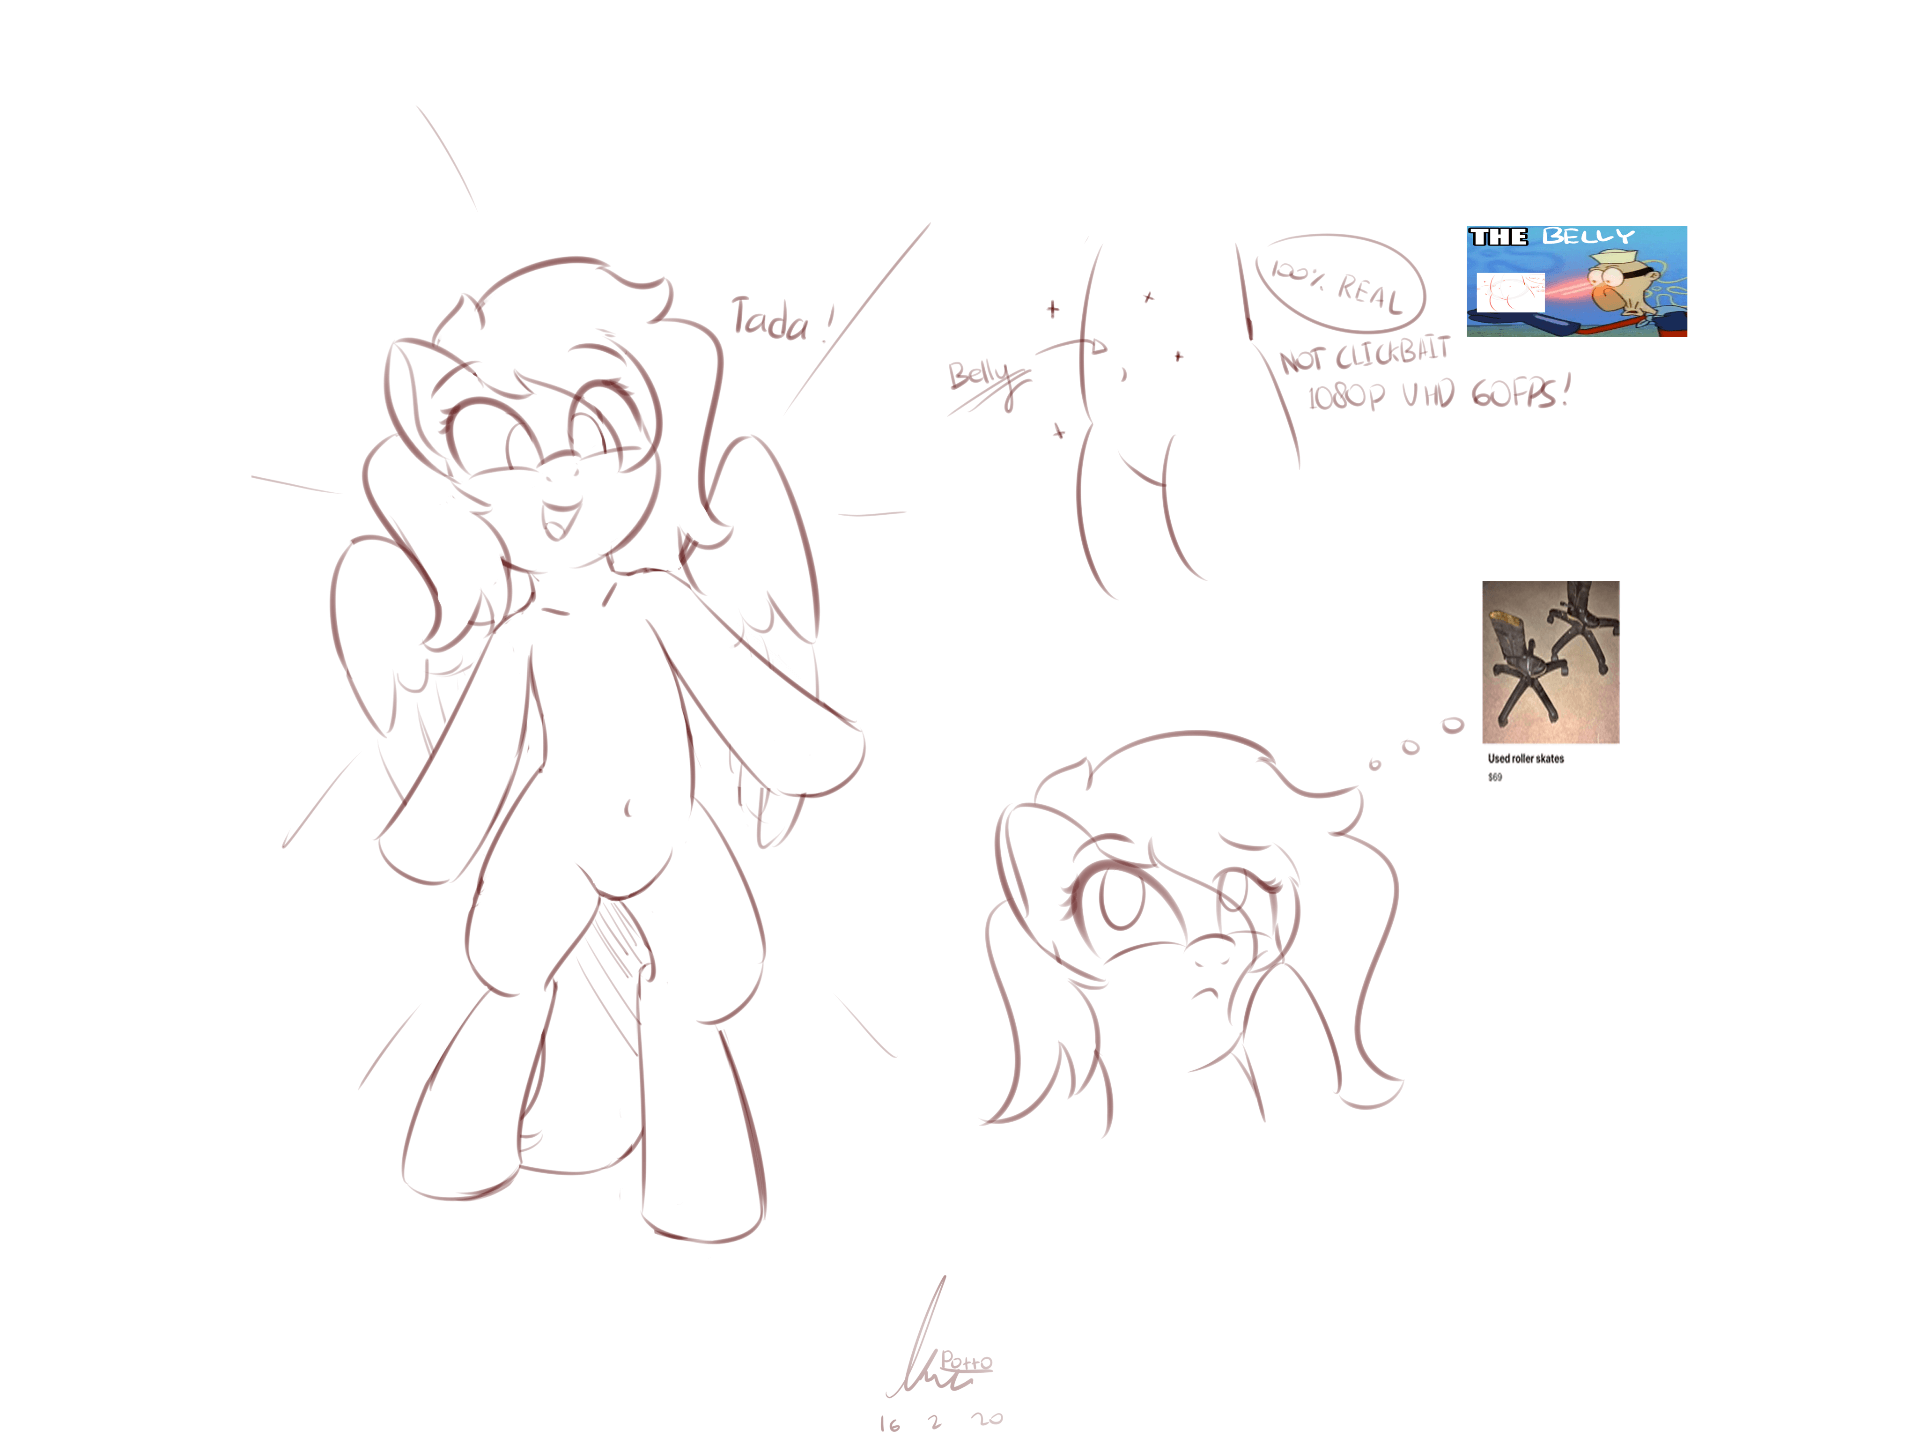 Tada!
Belly
100% REAL
NOT CLICKBAIT
1080p UHD 60FPS!
THE BELLY
Used roller skates
$69
Potto
16 2 20